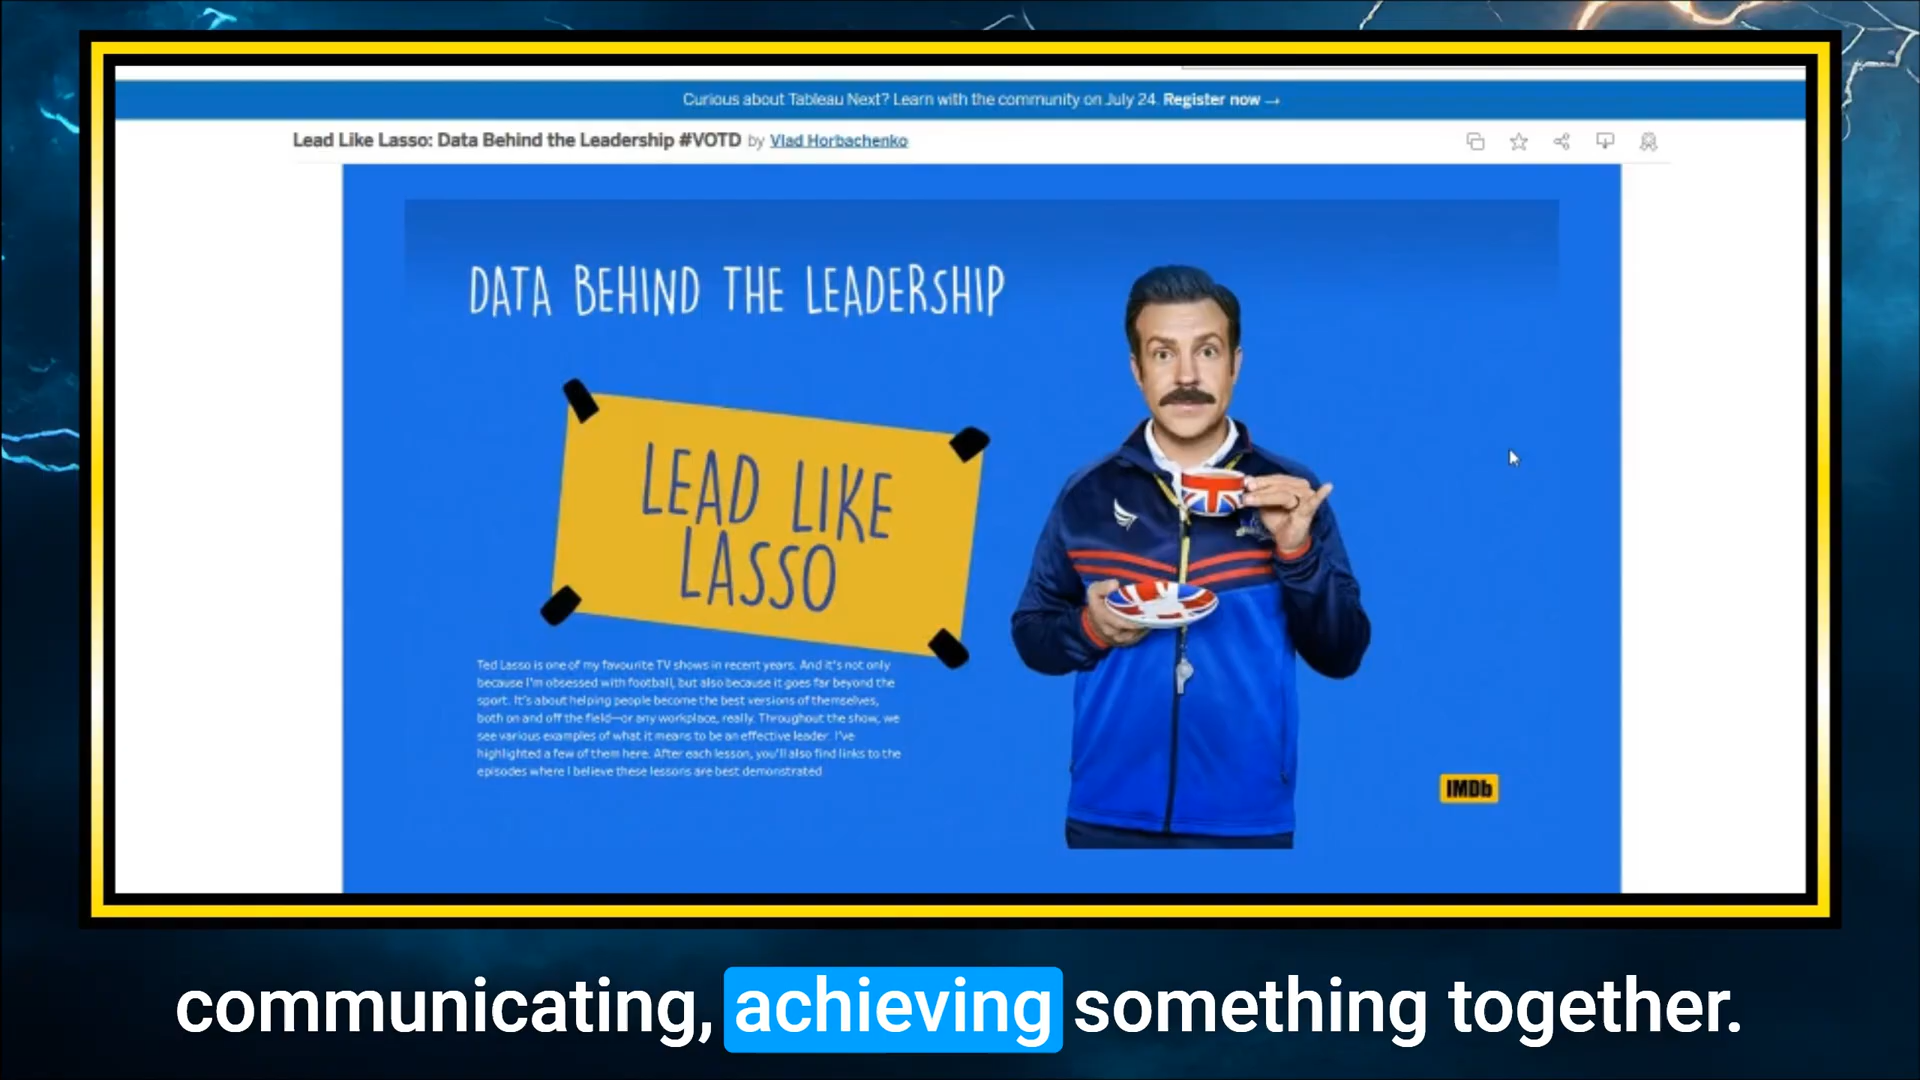 Curious about Tableau Next? Learn with the community on July 24. Register now →
Lead Like Lasso: Data Behind the Leadership #VOTD by Vlad Horbachenko
DATA BEHIND THE LEADERSHIP
LEAD LIKE
LASSO
Ted Lasso is one of my favourite TV shows in recent years. And it's not only
because I'm obsessed with football, but also because it goes far beyond the
sport. It's about helping people become the best versions of themselves,
both on and off the field—or any workplace, really. Throughout the show, we
see various examples of what it means to be an effective leader. I've
highlighted a few of them here. After each lesson, you'll also find links to the
episodes where I believe these lessons are best demonstrated
IMDb
communicating, achieving something together.